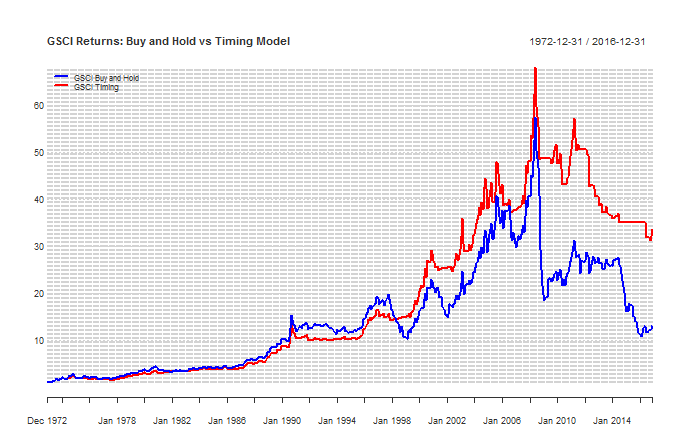 GSCI Returns: Buy and Hold vs Timing Model
1972-12-31 / 2016-12-31
GSCI Buy and Hold
GSCI Timing
60
50
40
30
20
10
Dec 1972 Jan 1978 Jan 1982 Jan 1986 Jan 1990 Jan 1994 Jan 1998 Jan 2002 Jan 2006 Jan 2010 Jan 2014